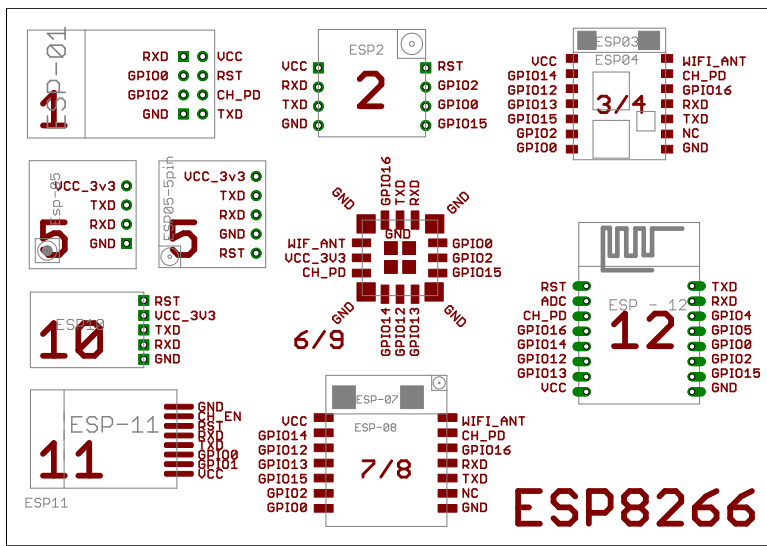 ESP-01
1
RXD VCC
GPIO0 RST
GPIO2 CH_PD
GND TXD
ESP2
2
VCC RST
RXD GPIO2
TXD GPIO0
GND GPIO15
ESP03
ESP04
3/4
VCC WIFI_ANT
GPIO14 CH_PD
GPIO12 GPIO16
GPIO13 RXD
GPIO15 TXD
GPIO2 NC
GPIO0 GND
Esp-05
5
VCC_3v3
TXD
RXD
GND
ESP05-5pin
5
VCC_3v3
TXD
RXD
GND
RST
GND GPIO16 TXD RXD GND
GND
WIF_ANT GPIO0
VCC_3V3 GPIO2
CH_PD GPIO15
GND GPIO14 GPIO12 GPIO13 GND
6/9
ESP - 12
12
RST TXD
ADC RXD
CH_PD GPIO4
GPIO16 GPIO5
GPIO14 GPIO0
GPIO12 GPIO2
GPIO13 GPIO15
VCC GND
ESP10
10
RST
VCC_3V3
TXD
RXD
GND
ESP-11
11
GND
CH_EN
RST
RXD
TXD
GPIO0
GPIO1
VCC
ESP11
ESP-07
ESP-08
7/8
VCC WIFI_ANT
GPIO14 CH_PD
GPIO12 GPIO16
GPIO13 RXD
GPIO15 TXD
GPIO2 NC
GPIO0 GND
ESP8266